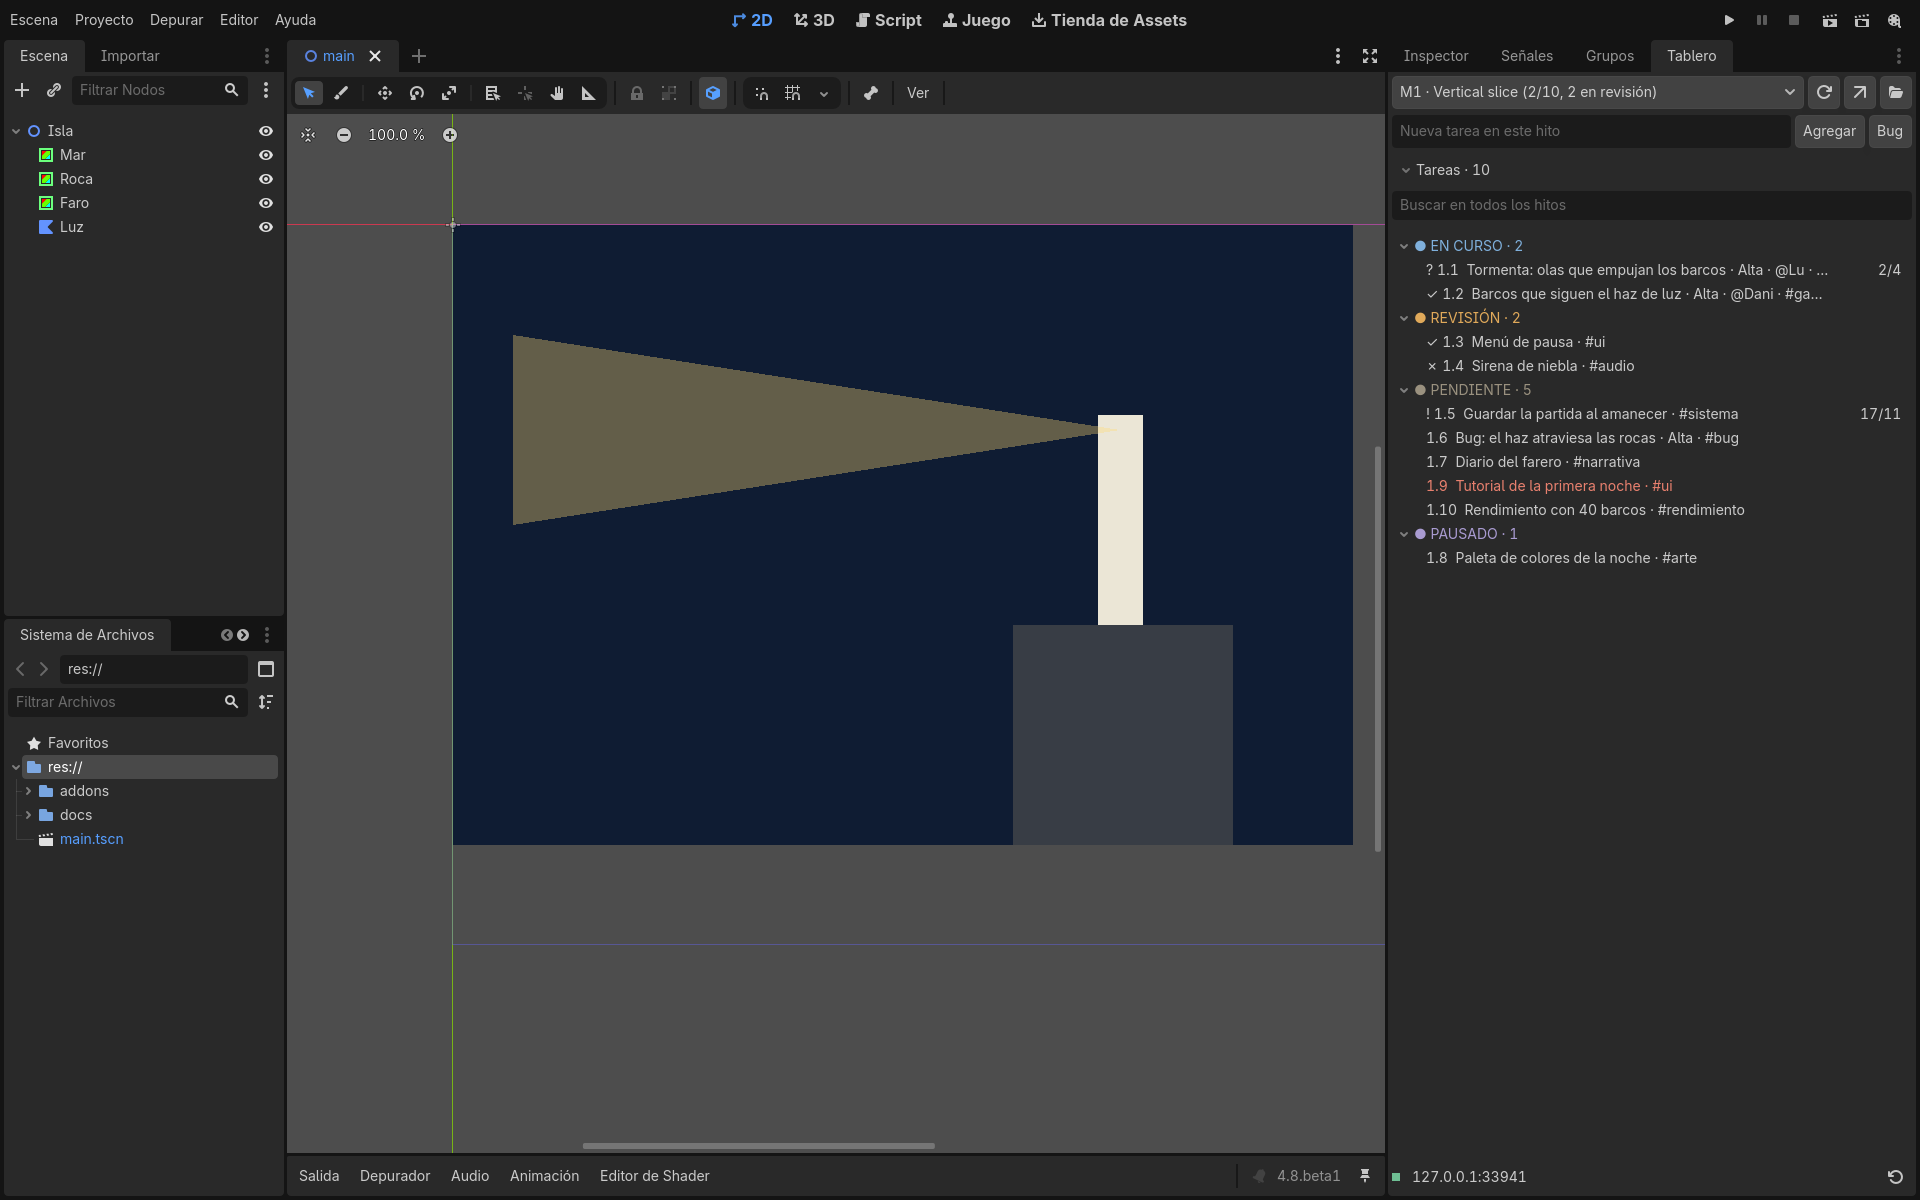 Escena Proyecto Depurar Editor Ayuda
2D 3D Script Juego Tienda de Assets
Escena Importar
Filtrar Nodos
Isla
Mar
Roca
Faro
Luz
Sistema de Archivos
res://
Filtrar Archivos
Favoritos
res://
addons
docs
main.tscn
main
Ver
100.0 %
Salida Depurador Audio Animación Editor de Shader
4.8.beta1
Inspector Señales Grupos Tablero
M1 · Vertical slice (2/10, 2 en revisión)
Nueva tarea en este hito Agregar Bug
Tareas · 10
Buscar en todos los hitos
EN CURSO · 2
? 1.1 Tormenta: olas que empujan los barcos · Alta · @Lu · ... 2/4
✓ 1.2 Barcos que siguen el haz de luz · Alta · @Dani · #ga...
REVISIÓN · 2
✓ 1.3 Menú de pausa · #ui
× 1.4 Sirena de niebla · #audio
PENDIENTE · 5
! 1.5 Guardar la partida al amanecer · #sistema 17/11
1.6 Bug: el haz atraviesa las rocas · Alta · #bug
1.7 Diario del farero · #narrativa
1.9 Tutorial de la primera noche · #ui
1.10 Rendimiento con 40 barcos · #rendimiento
PAUSADO · 1
1.8 Paleta de colores de la noche · #arte
127.0.0.1:33941